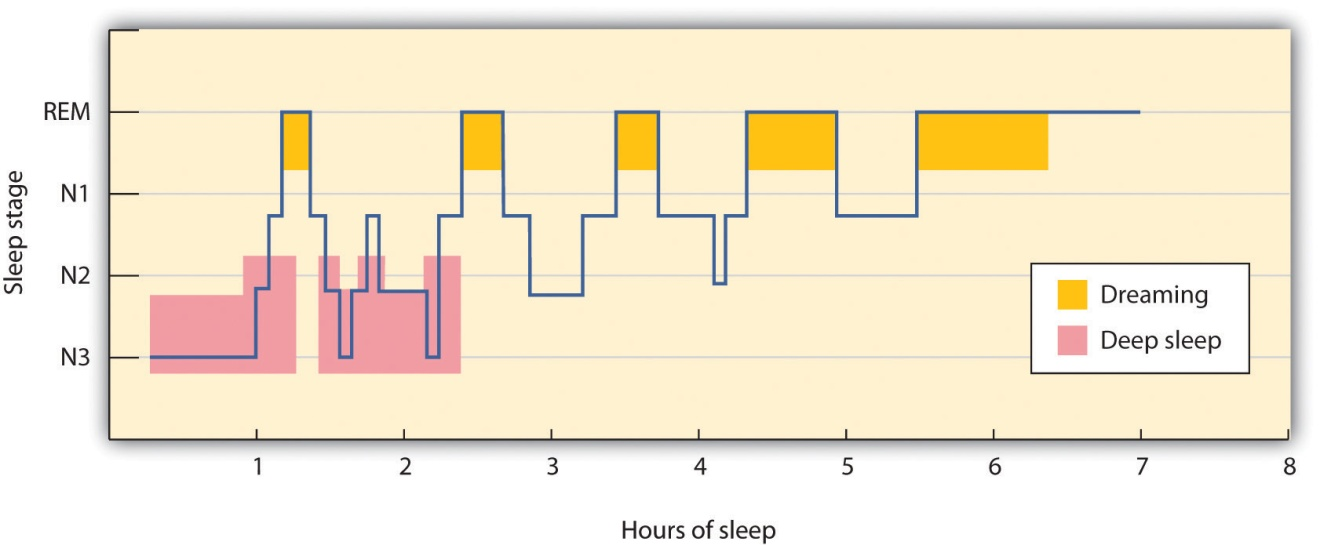 Sleep stage
REM
N1
N2
N3
Dreaming
Deep sleep
1 2 3 4 5 6 7 8
Hours of sleep